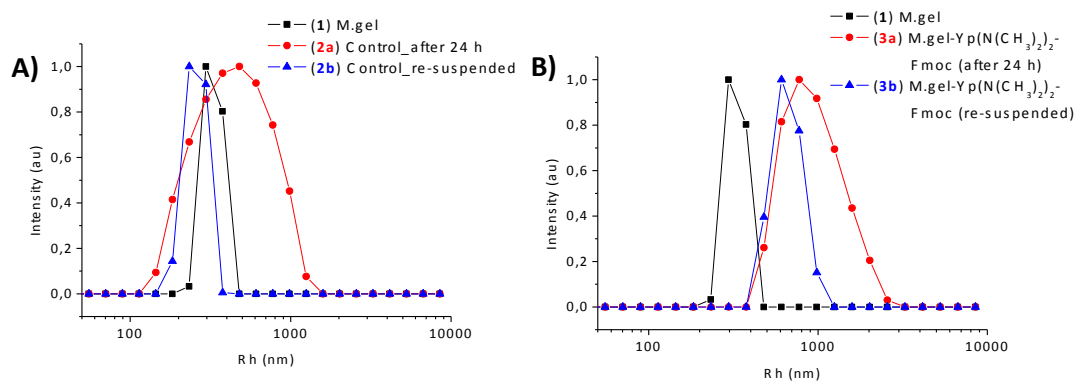 A)
(1) M.gel
(2a) Control_after 24 h
(2b) Control_re-suspended
1,0
0,8
0,6
0,4
0,2
0,0
Intensity (au)
100
1000
10000
Rh (nm)
B)
(1) M.gel
(3a) M.gel-Yp(N(CH3)2)2-
Fmoc (after 24 h)
(3b) M.gel-Yp(N(CH3)2)2-
Fmoc (re-suspended)
1,0
0,8
0,6
0,4
0,2
0,0
Intensity (au)
100
1000
10000
Rh (nm)